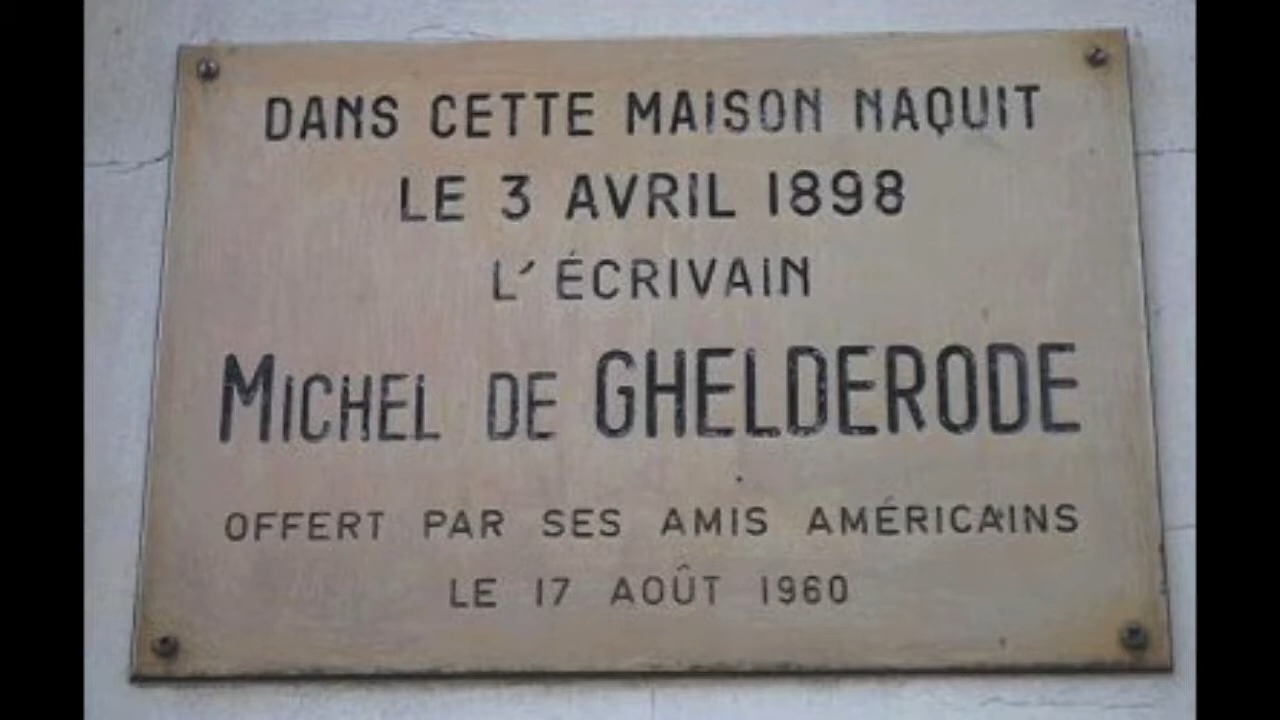 DANS CETTE MAISON NAQUIT
LE 3 AVRIL 1898
L'ÉCRIVAIN
MICHEL DE GHELDERODE
OFFERT PAR SES AMIS AMÉRICAINS
LE 17 AOÛT 1960